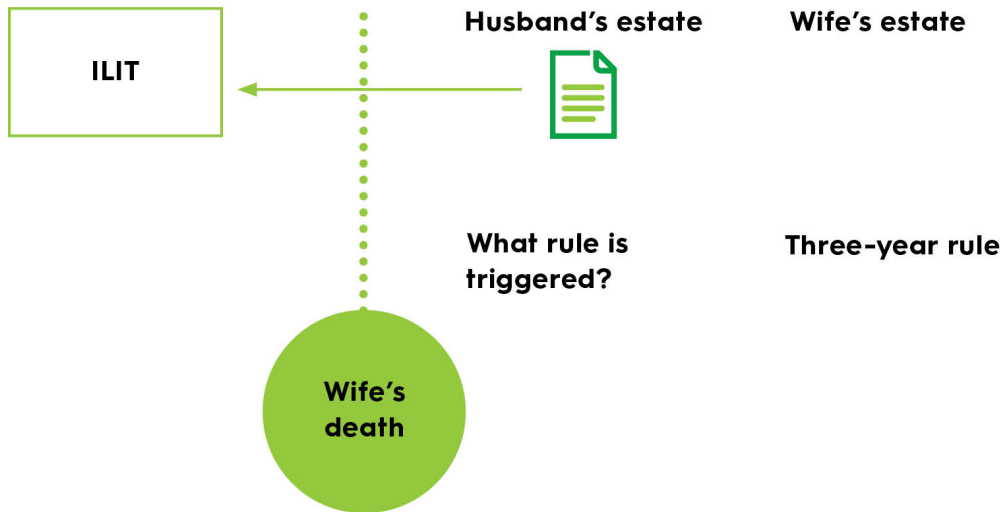 Husband’s estate
Wife’s estate
ILIT
What rule is
triggered?
Three-year rule
Wife’s
death